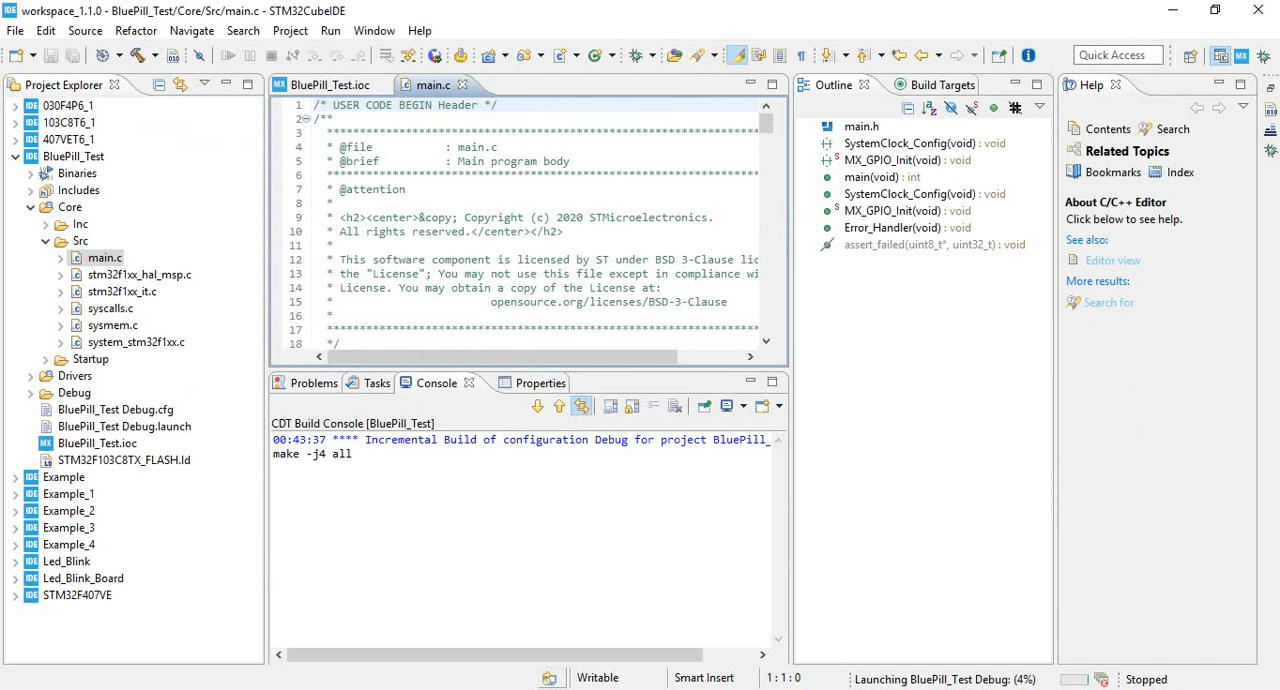 workspace_1.1.0 - BluePill_Test/Core/Src/main.c - STM32CubeIDE
File Edit Source Refactor Navigate Search Project Run Window Help
Quick Access
Project Explorer
030F4P6_1
103C8T6_1
407VET6_1
BluePill_Test
Binaries
Includes
Core
Inc
Src
main.c
stm32f1xx_hal_msp.c
stm32f1xx_it.c
syscalls.c
sysmem.c
system_stm32f1xx.c
Startup
Drivers
Debug
BluePill_Test Debug.cfg
BluePill_Test Debug.launch
BluePill_Test.ioc
STM32F103C8TX_FLASH.ld
Example
Example_1
Example_2
Example_3
Example_4
Led_Blink
Led_Blink_Board
STM32F407VE
BluePill_Test.ioc main.c
1 /* USER CODE BEGIN Header */
2 /**
3 ******************************************************************
4 * @file : main.c
5 * @brief : Main program body
6 ******************************************************************
7 * @attention
8 *
9 * <h2><center>&copy; Copyright (c) 2020 STMicroelectronics.
10 * All rights reserved.</center></h2>
11 *
12 * This software component is licensed by ST under BSD 3-Clause lic
13 * the "License"; You may not use this file except in compliance wi
14 * License. You may obtain a copy of the License at:
15 * opensource.org/licenses/BSD-3-Clause
16 *
17 ******************************************************************
18 */
Problems Tasks Console Properties
CDT Build Console [BluePill_Test]
00:43:37 **** Incremental Build of configuration Debug for project BluePill_
make -j4 all
Outline Build Targets
main.h
SystemClock_Config(void) : void
MX_GPIO_Init(void) : void
main(void) : int
SystemClock_Config(void) : void
MX_GPIO_Init(void) : void
Error_Handler(void) : void
assert_failed(uint8_t*, uint32_t) : void
Help
Contents Search
Related Topics
Bookmarks Index
About C/C++ Editor
Click below to see help.
See also:
Editor view
More results:
Search for
Writable Smart Insert 1 : 1 : 0 Launching BluePill_Test Debug: (4%) Stopped